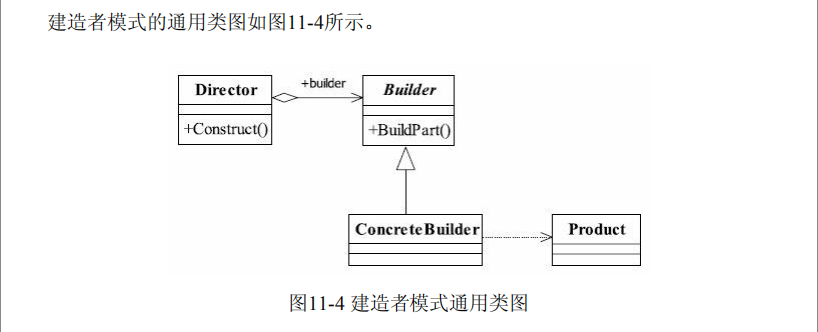 建造者模式的通用类图如图11-4所示。
+builder
Director
Builder
+Construct()
+BuildPart()
ConcreteBuilder
Product
图11-4 建造者模式通用类图